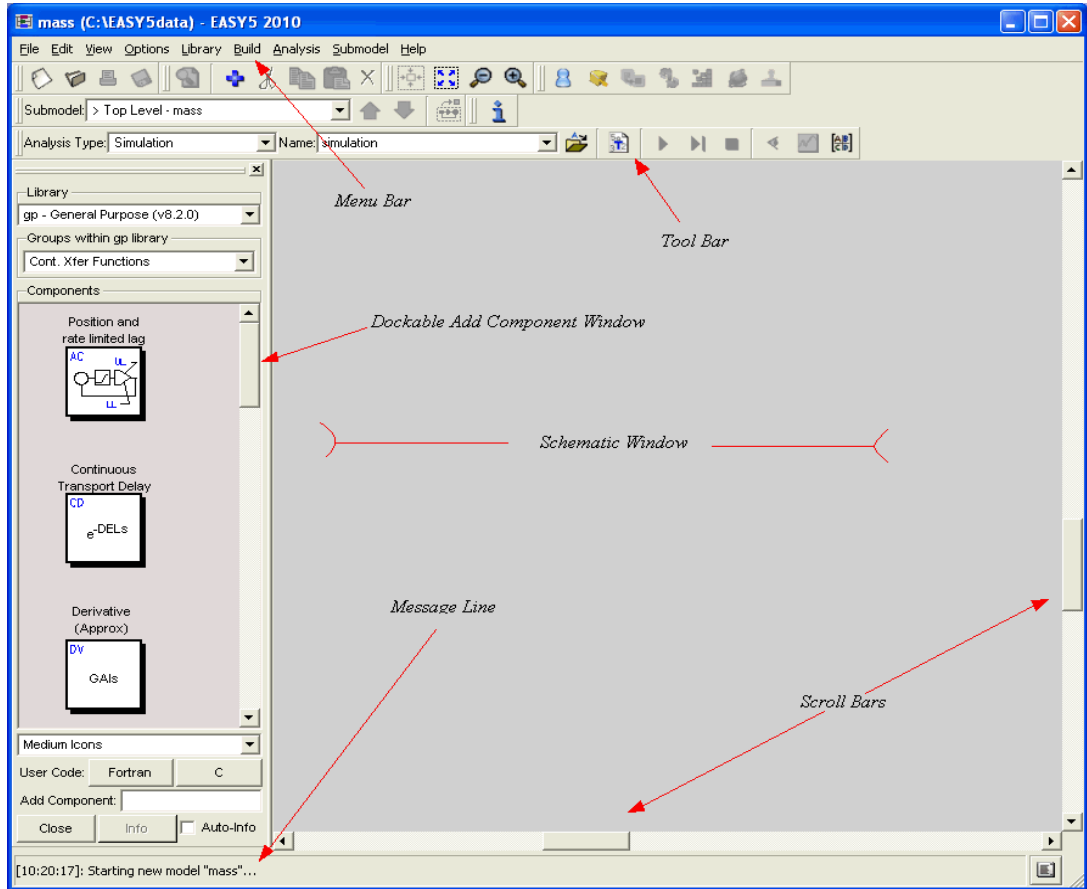 mass (C:\EASY5data) - EASY5 2010
File Edit View Options Library Build Analysis Submodel Help
Submodel: > Top Level - mass
Analysis Type: Simulation Name: simulation
Menu Bar
Tool Bar
Library
gp - General Purpose (v8.2.0)
Groups within gp library
Cont. Xfer Functions
Components
Position and
rate limited lag
AC
UL
LL
Dockable Add Component Window
Schematic Window
Continuous
Transport Delay
CD
e-DELs
Message Line
Derivative
(Approx)
DV
GAIs
Scroll Bars
Medium Icons
User Code: Fortran C
Add Component:
Close Info Auto-Info
[10:20:17]: Starting new model "mass"...